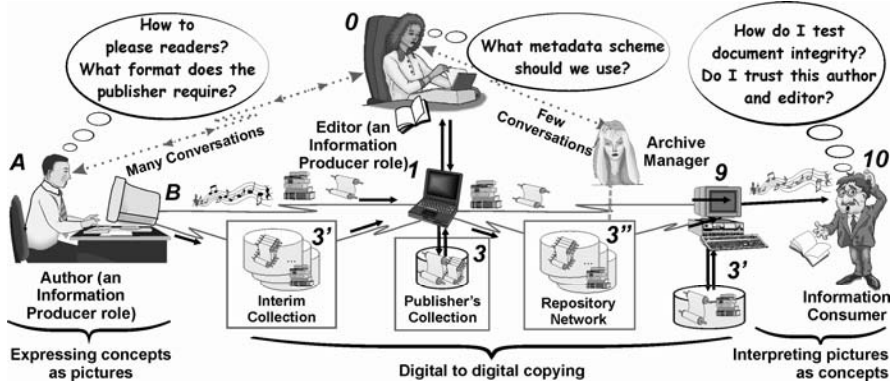 How to
please readers?
What format does the
publisher require?
0
What metadata scheme
should we use?
How do I test
document integrity?
Do I trust this author
and editor?
Many Conversations
Few
Conversations
Editor (an
Information
Producer role)
Archive
Manager
A
B
1
9
10
3'
3
3''
3'
...
...
Author (an
Information
Producer role)
Interim
Collection
Publisher's
Collection
Repository
Network
Information
Consumer
Expressing concepts
as pictures
Digital to digital copying
Interpreting pictures
as concepts